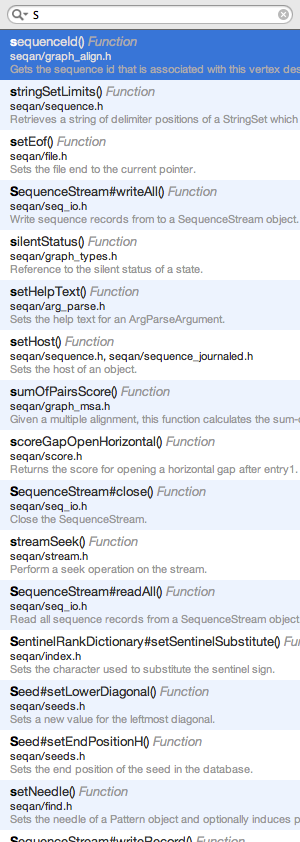 S
sequenceId() Function
seqan/graph_align.h
Gets the sequence id that is associated with this vertex des
stringSetLimits() Function
seqan/sequence.h
Retrieves a string of delimiter positions of a StringSet which
setEof() Function
seqan/file.h
Sets the file end to the current pointer.
SequenceStream#writeAll() Function
seqan/seq_io.h
Write sequence records from to a SequenceStream object.
silentStatus() Function
seqan/graph_types.h
Reference to the silent status of a state.
setHelpText() Function
seqan/arg_parse.h
Sets the help text for an ArgParseArgument.
setHost() Function
seqan/sequence.h, seqan/sequence_journaled.h
Sets the host of an object.
sumOfPairsScore() Function
seqan/graph_msa.h
Given a multiple alignment, this function calculates the sum-o
scoreGapOpenHorizontal() Function
seqan/score.h
Returns the score for opening a horizontal gap after entry1.
SequenceStream#close() Function
seqan/seq_io.h
Close the SequenceStream.
streamSeek() Function
seqan/stream.h
Perform a seek operation on the stream.
SequenceStream#readAll() Function
seqan/seq_io.h
Read all sequence records from a SequenceStream object
SentinelRankDictionary#setSentinelSubstitute() Fu
seqan/index.h
Sets the character used to substitute the sentinel sign.
Seed#setLowerDiagonal() Function
seqan/seeds.h
Sets a new value for the leftmost diagonal.
Seed#setEndPositionH() Function
seqan/seeds.h
Sets the end position of the seed in the database.
setNeedle() Function
seqan/find.h
Sets the needle of a Pattern object and optionally induces p
SequenceStream#writeRecord() Function